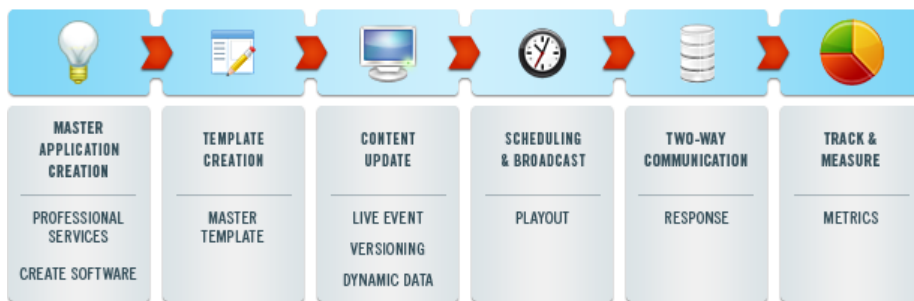 MASTER
APPLICATION
CREATION
PROFESSIONAL
SERVICES
CREATE SOFTWARE
TEMPLATE
CREATION
MASTER
TEMPLATE
CONTENT
UPDATE
LIVE EVENT
VERSIONING
DYNAMIC DATA
SCHEDULING
& BROADCAST
PLAYOUT
TWO-WAY
COMMUNICATION
RESPONSE
TRACK &
MEASURE
METRICS